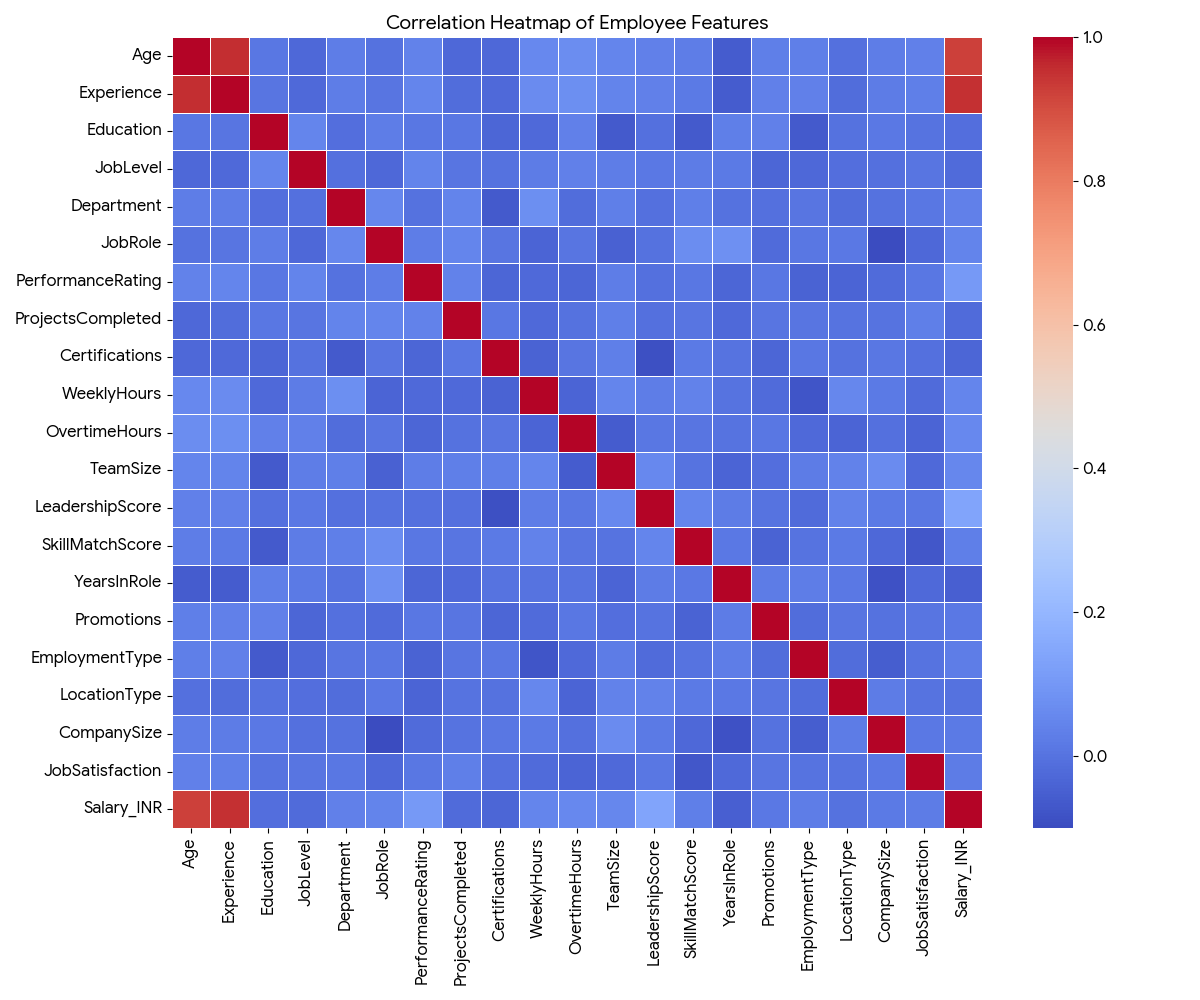 Correlation Heatmap of Employee Features
Age
Experience
Education
JobLevel
Department
JobRole
PerformanceRating
ProjectsCompleted
Certifications
WeeklyHours
OvertimeHours
TeamSize
LeadershipScore
SkillMatchScore
YearsInRole
Promotions
EmploymentType
LocationType
CompanySize
JobSatisfaction
Salary_INR
Age
Experience
Education
JobLevel
Department
JobRole
PerformanceRating
ProjectsCompleted
Certifications
WeeklyHours
OvertimeHours
TeamSize
LeadershipScore
SkillMatchScore
YearsInRole
Promotions
EmploymentType
LocationType
CompanySize
JobSatisfaction
Salary_INR
1.0
0.8
0.6
0.4
0.2
0.0